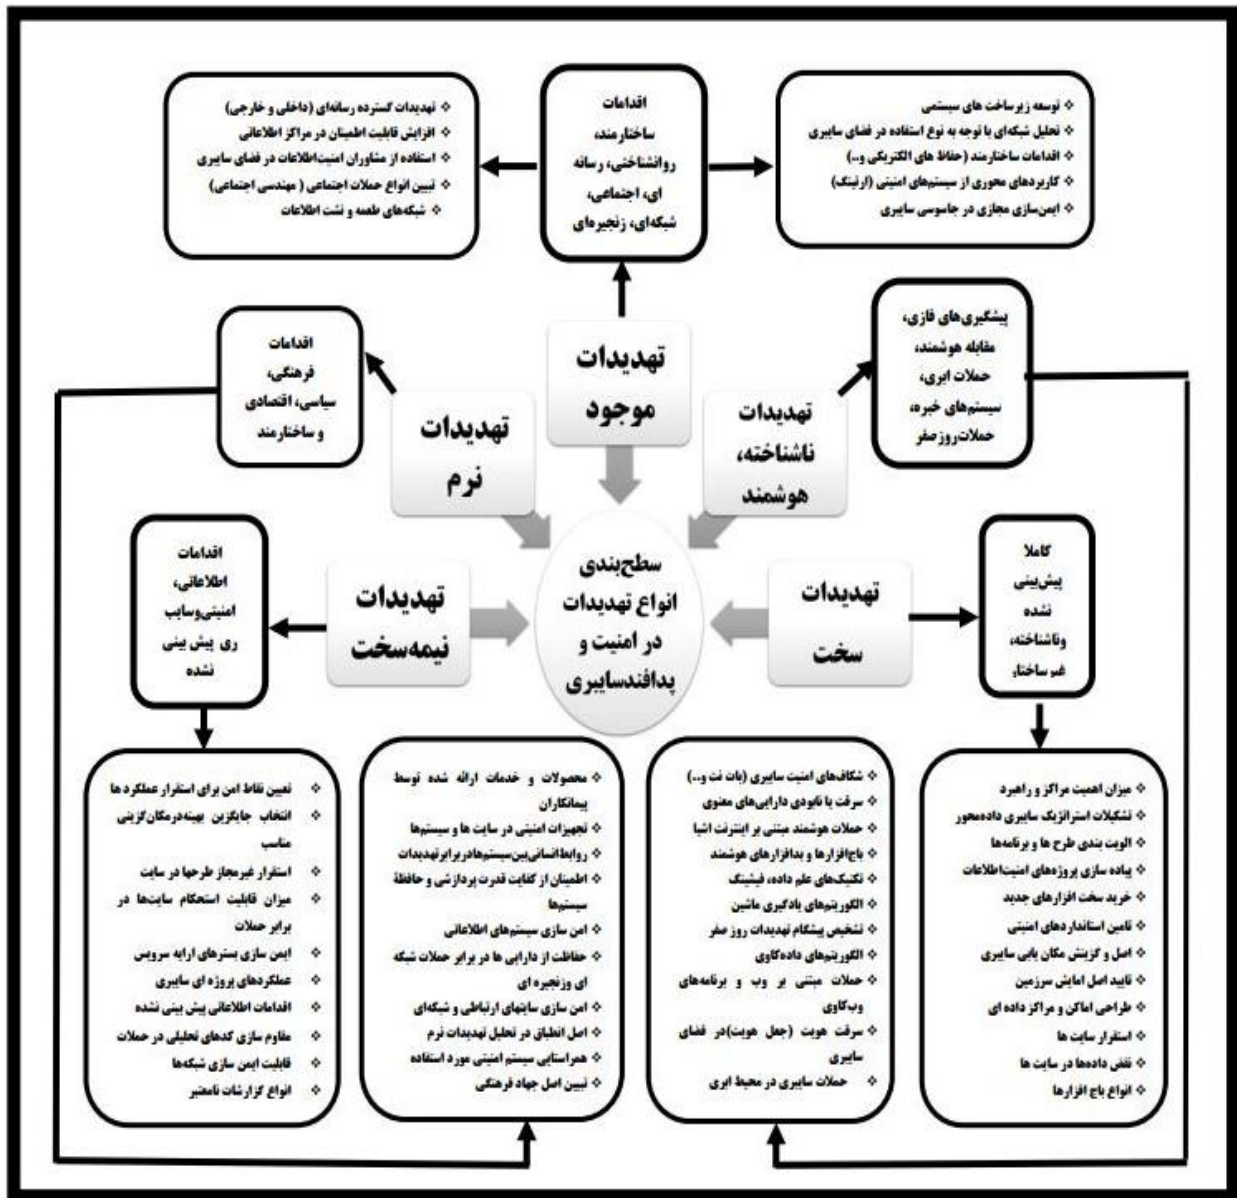 ❖ توسعه زیرساخت های سیستمی
❖ تحلیل شبکه‌ای با توجه به نوع استفاده در فضای سایبری
❖ اقدامات ساختارمند (حفاظ های الکتریکی و..)
❖ کاربردهای محوری از سیستم‌های امنیتی (ارتینگ)
❖ ایمن‌سازی مجازی در جاسوسی سایبری
اقدامات
ساختارمند،
روانشناختی، رسانه
ای، اجتماعی،
شبکه‌ای، زنجیره‌ای
❖ تهدیدات گسترده رسانه‌ای (داخلی و خارجی)
❖ افزایش قابلیت اطمینان در مراکز اطلاعاتی
❖ استفاده از مشاوران امنیت‌اطلاعات در فضای سایبری
❖ تبیین انواع حملات اجتماعی ( مهندسی اجتماعی)
❖ شبکه‌های طعمه و نشت اطلاعات
پیشگیری‌های فازی،
مقابله هوشمند،
حملات ابری،
سیستم‌های خبره،
حملات‌روزصفر
تهدیدات
ناشناخته،
هوشمند
تهدیدات
موجود
تهدیدات
نرم
اقدامات
فرهنگی،
سیاسی، اقتصادی
و ساختارمند
کاملا
پیش‌بینی
نشده
وناشناخته،
غیرساختار
تهدیدات
سخت
سطح‌بندی
انواع تهدیدات
در امنیت و
پدافندسایبری
تهدیدات
نیمه‌سخت
اقدامات
اطلاعاتی،
امنیتی‌وسایب
ری پیش بینی
نشده
❖ میزان اهمیت مراکز و راهبرد
❖ تشکیلات استراتژیک سایبری داده‌محور
❖ الویت بندی طرح ها و برنامه‌ها
❖ پیاده سازی پروژه‌های امنیت‌اطلاعات
❖ خرید سخت افزارهای جدید
❖ تامین استانداردهای امنیتی
❖ اصل و گزینش مکان یابی سایبری
❖ تایید اصل امایش سرزمین
❖ طراحی اماکن و مراکز داده ای
❖ استقرار سایت ها
❖ نقض داده‌ها در سایت ها
❖ انواع باج افزارها
❖ شکاف‌های امنیت سایبری (بات نت و..)
❖ سرقت یا نابودی دارایی‌های معنوی
❖ حملات هوشمند مبتنی بر اینترنت اشیا
❖ باج‌افزارها و بدافزارهای هوشمند
❖ تکنیک‌های علم داده، فیشینگ
❖ الگوریتم‌های یادگیری ماشین
❖ تشخیص پیشگام تهدیدات روز صفر
❖ الگوریتم‌های داده‌کاوی
❖ حملات مبتنی بر وب و برنامه‌های
وب‌کاوی
❖ سرقت هویت (جعل هویت)در فضای
سایبری
❖ حملات سایبری در محیط ابری
❖ محصولات و خدمات ارائه شده توسط
پیمانکاران
❖ تجهیزات امنیتی در سایت ها و سیستم‌ها
❖ روابط‌انسانی‌بین‌سیستم‌هادربرابرتهدیدات
❖ اطمینان از کفایت قدرت پردازشی و حافظهٔ
سیستم‌ها
❖ امن سازی سیستم‌های اطلاعاتی
❖ حفاظت از دارایی ها در برابر حملات شبکه
ای وزنجیره ای
❖ امن سازی سایتهای ارتباطی و شبکه‌ای
❖ اصل انطباق در تحلیل تهدیدات نرم
❖ همراستایی سیستم امنیتی مورد استفاده
❖ تبیین اصل جهاد فرهنگی
❖ تعیین نقاط امن برای استقرار عملکرد ها
❖ انتخاب جایگزین بهینه‌درمکان‌گزینی
مناسب
❖ استقرار غیرمجاز طرحها در سایت
❖ میزان قابلیت استحکام سایت‌ها در
برابر حملات
❖ ایمن سازی بسترهای ارایه سرویس
❖ عملکردهای پروژه ای سایبری
❖ اقدامات اطلاعاتی پیش بینی نشده
❖ مقاوم سازی کدهای تحلیلی در حملات
❖ قابلیت ایمن سازی شبکه‌ها
❖ انواع گزارشات نامعتبر